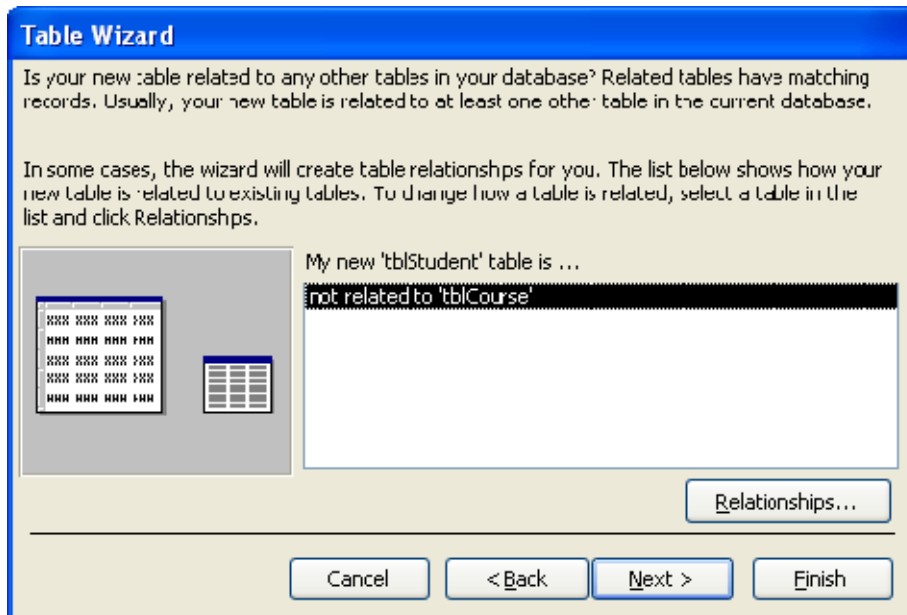 Table Wizard
Is your new table related to any other tables in your database? Related tables have matching
records. Usually, your new table is related to at least one other table in the current database.
In some cases, the wizard will create table relationshps for you. The list below shows how your
new table is related to existing tables. To change how a table is related, select a table in the
list and click Relationshps.
My new 'tblStudent' table is ...
not related to 'tblCourse'
Relationships...
Cancel
< Back
Next >
Finish